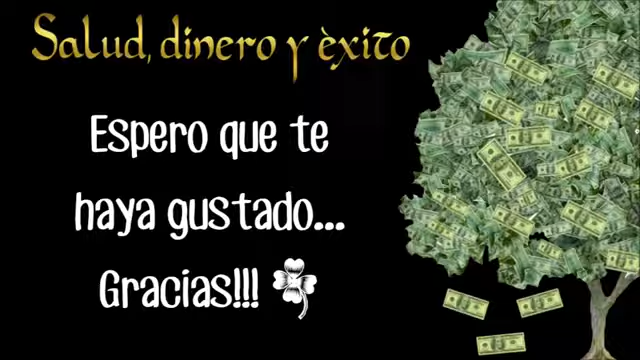 Salud, dinero y èxito
Espero que te
haya gustado...
Gracias!!!